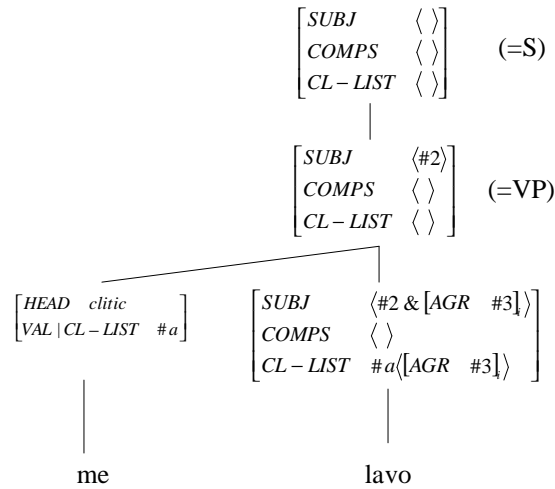 [SUBJ ⟨ ⟩
COMPS ⟨ ⟩
CL – LIST ⟨ ⟩] (=S)
[SUBJ ⟨#2⟩
COMPS ⟨ ⟩
CL – LIST ⟨ ⟩] (=VP)
[HEAD clitic
VAL | CL – LIST #a]
[SUBJ ⟨#2 & [AGR #3]i⟩
COMPS ⟨ ⟩
CL – LIST #a⟨[AGR #3]i⟩]
me lavo